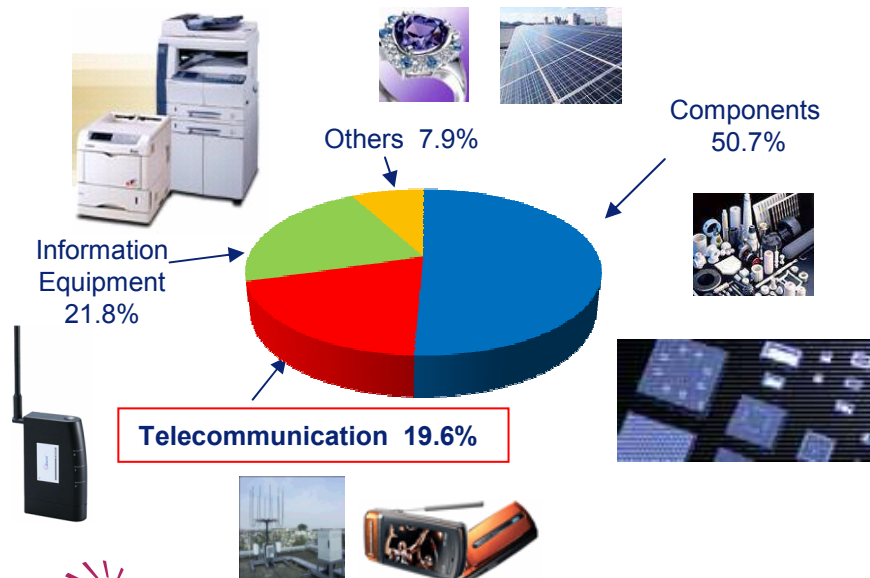 Others 7.9%
Components
50.7%
Information
Equipment
21.8%
Telecommunication 19.6%